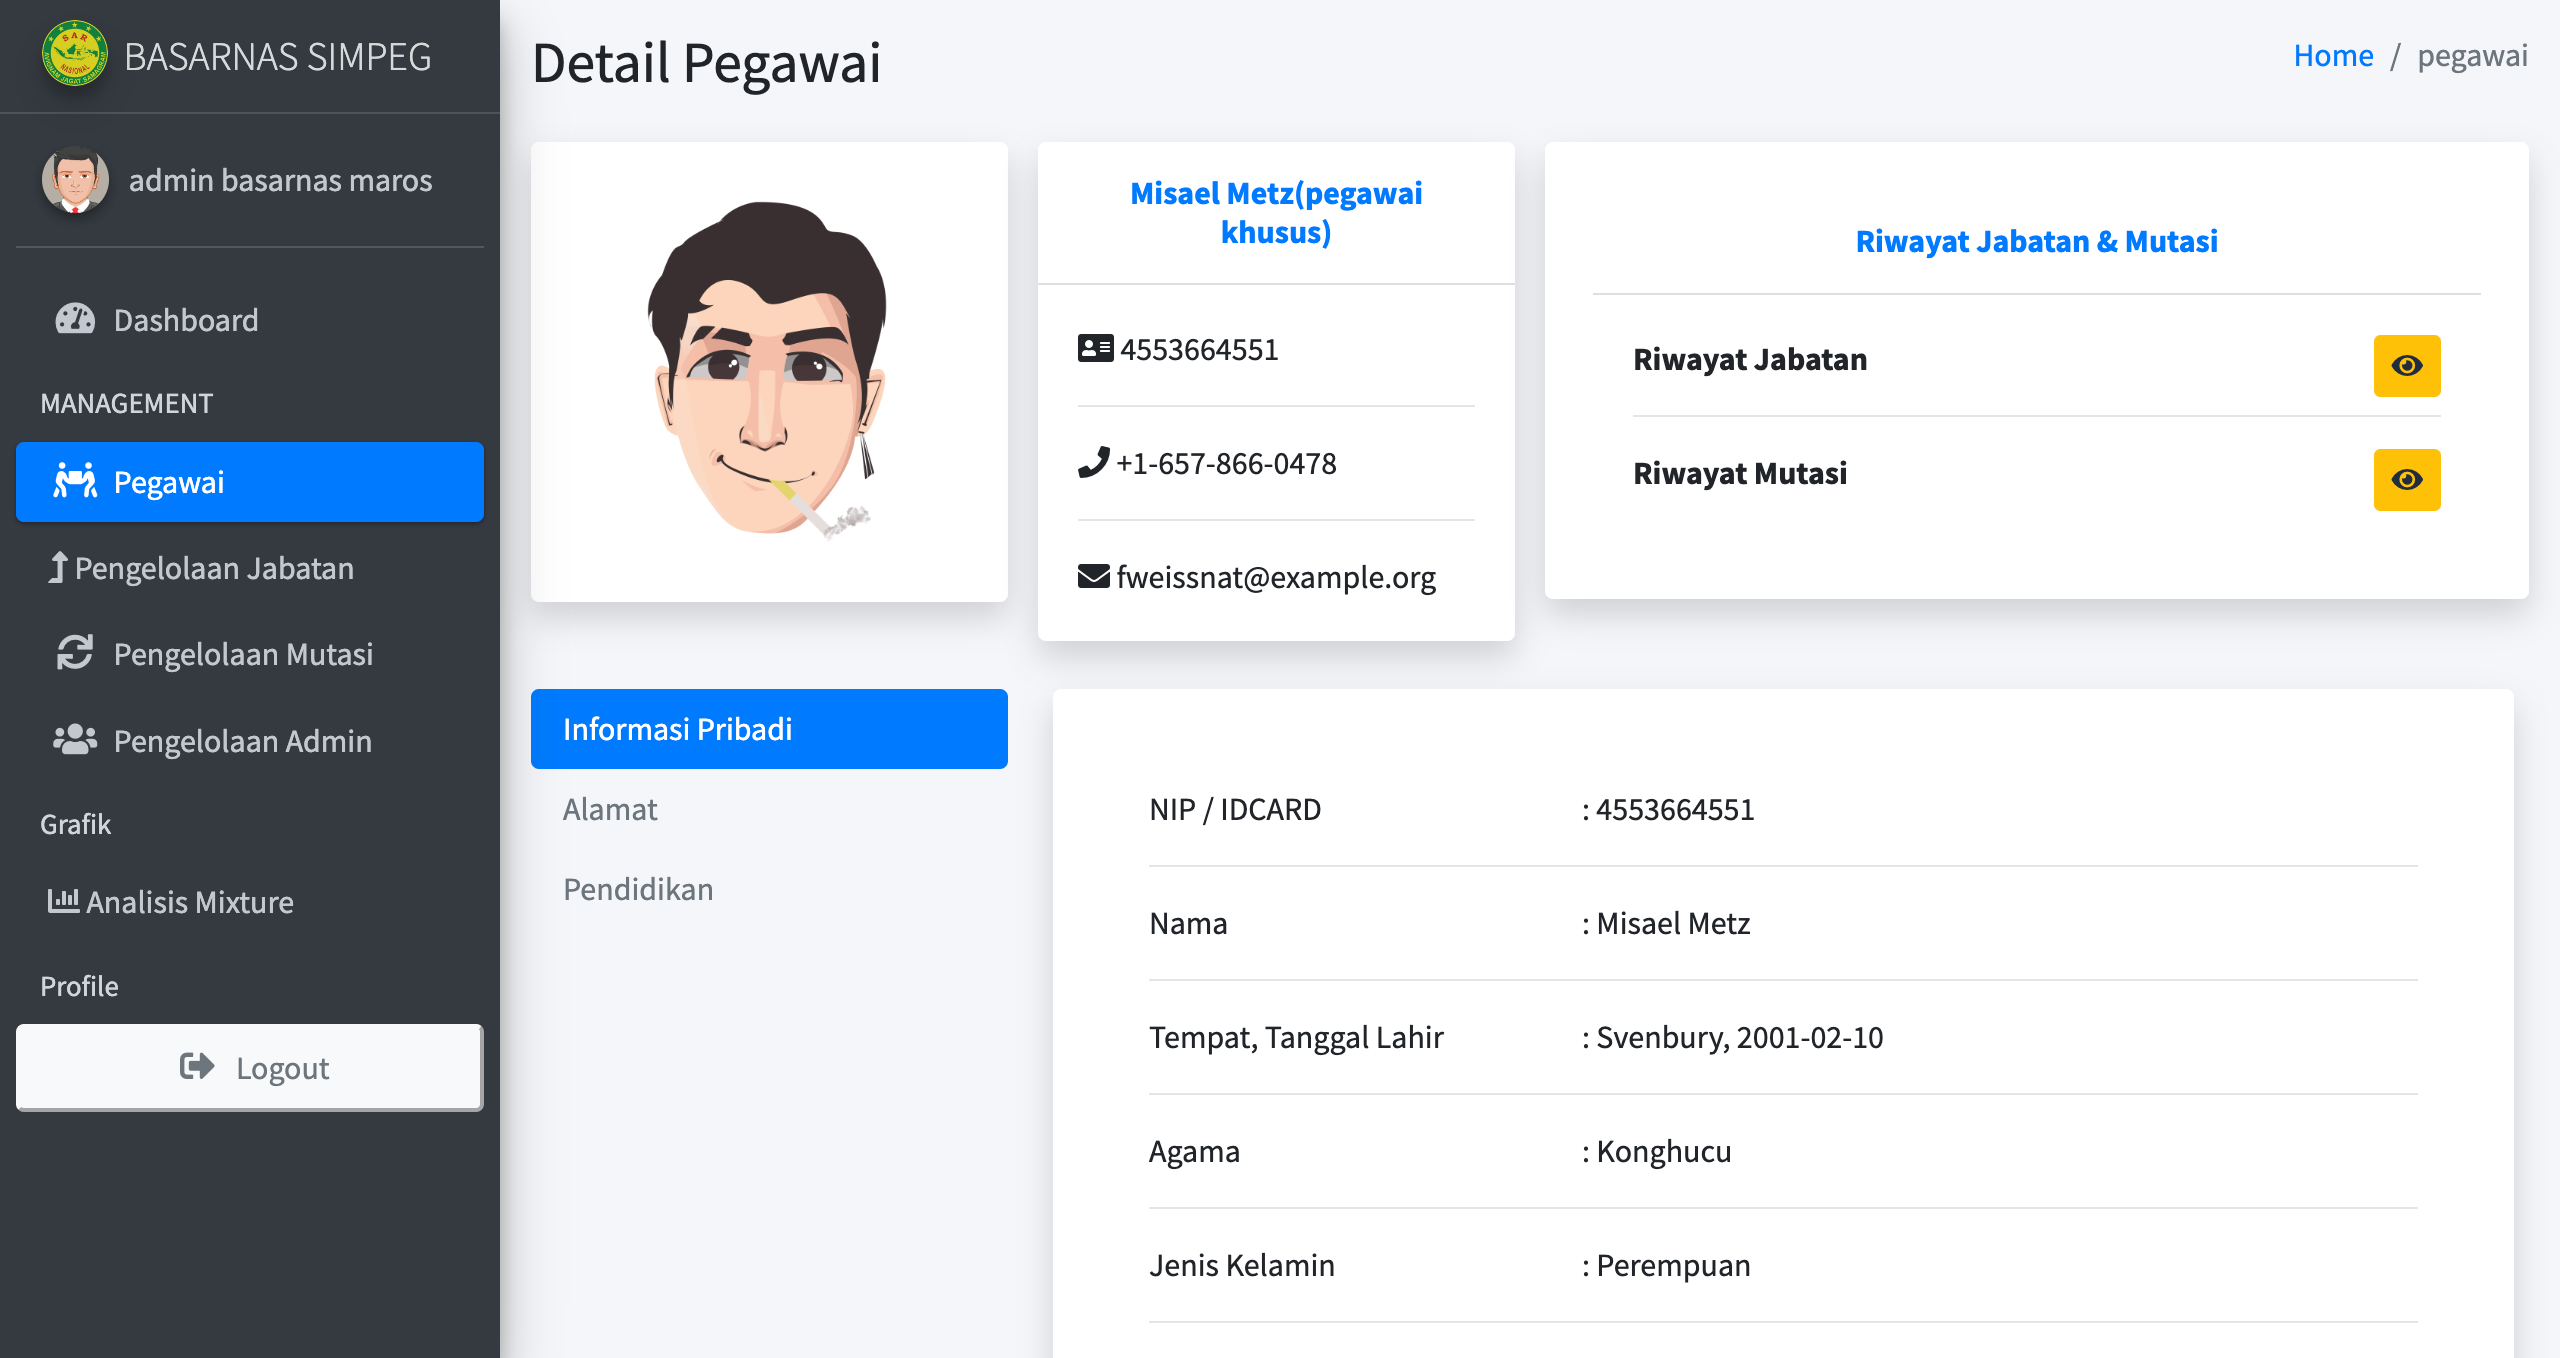 BASARNAS SIMPEG
admin basarnas maros
Dashboard
MANAGEMENT
Pegawai
Pengelolaan Jabatan
Pengelolaan Mutasi
Pengelolaan Admin
Grafik
Analisis Mixture
Profile
Logout
Detail Pegawai
Home / pegawai
Misael Metz(pegawai
khusus)
4553664551
+1-657-866-0478
fweissnat@example.org
Riwayat Jabatan & Mutasi
Riwayat Jabatan
Riwayat Mutasi
Informasi Pribadi
Alamat
Pendidikan
NIP / IDCARD : 4553664551
Nama : Misael Metz
Tempat, Tanggal Lahir : Svenbury, 2001-02-10
Agama : Konghucu
Jenis Kelamin : Perempuan